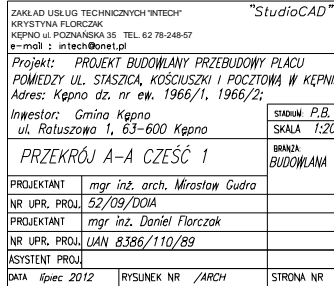 ZAKŁAD USŁUG TECHNICZNYCH "INTECH" "StudioCAD"
KRYSTYNA FLORCZAK
KĘPNO ul. POZNAŃSKA 35 TEL. 62 78-248-57
e-mail : intech@onet.pl
Projekt: PROJEKT BUDOWLANY PRZEBUDOWY PLACU
POMIEDZY UL. STASZICA, KOŚCIUSZKI I POCZTOWĄ W KĘPNI
Adres: Kępno dz. nr ew. 1966/1, 1966/2;
Inwestor: Gmina Kępno STADIUM: P.B.
ul. Ratuszowa 1, 63-600 Kępno SKALA 1:20
PRZEKRÓJ A-A CZEŚĆ 1 BRANŻA:
BUDOWLANA
PROJEKTANT mgr inż. arch. Mirosław Gudra
NR UPR. PROJ. 52/09/DOIA
PROJEKTANT mgr inż. Daniel Florczak
NR UPR. PROJ. UAN 8386/110/89
ASYSTENT PROJ.
DATA lipiec 2012 RYSUNEK NR /ARCH STRONA NR